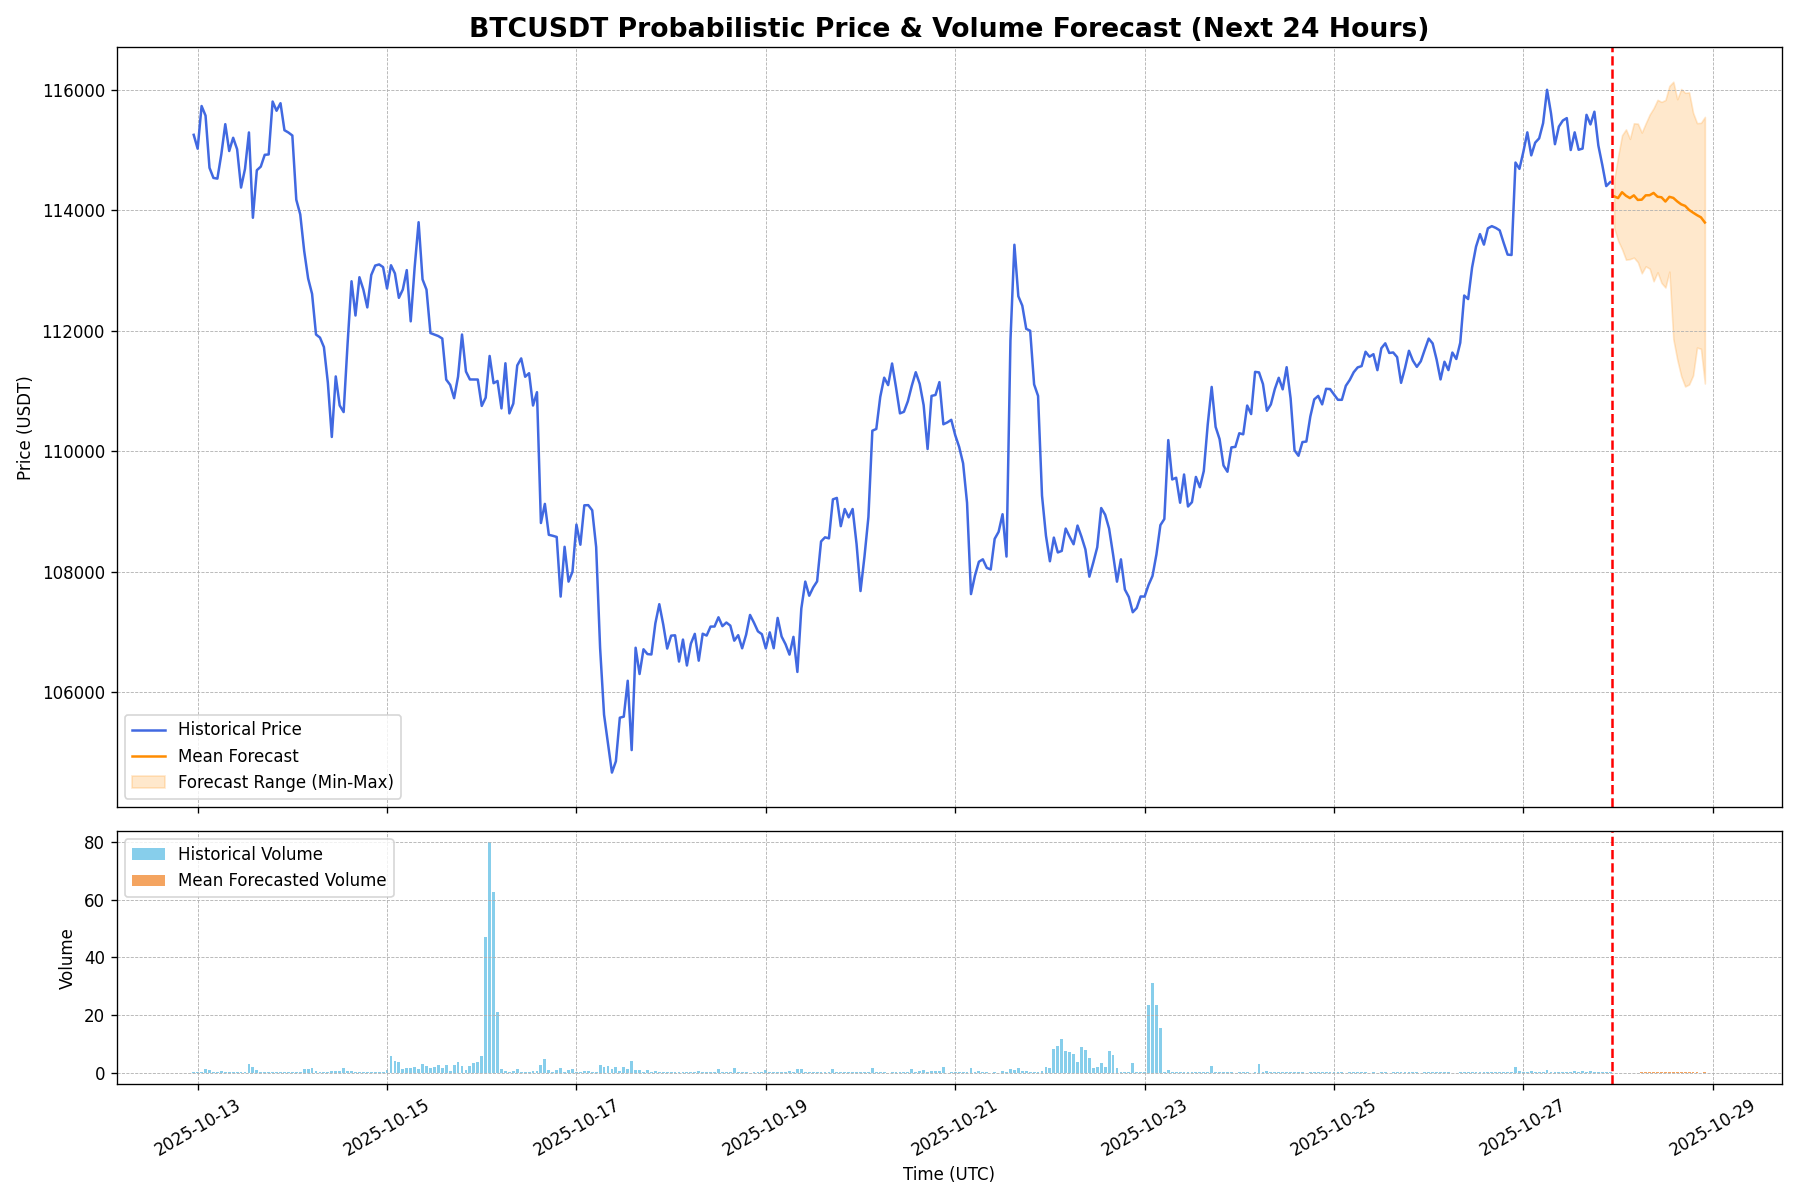 BTCUSDT Probabilistic Price & Volume Forecast (Next 24 Hours)
116000
114000
112000
110000
108000
106000
Price (USDT)
Historical Price
Mean Forecast
Forecast Range (Min-Max)
80
60
40
20
0
Volume
Historical Volume
Mean Forecasted Volume
2025-10-13
2025-10-15
2025-10-17
2025-10-19
2025-10-21
2025-10-23
2025-10-25
2025-10-27
2025-10-29
Time (UTC)